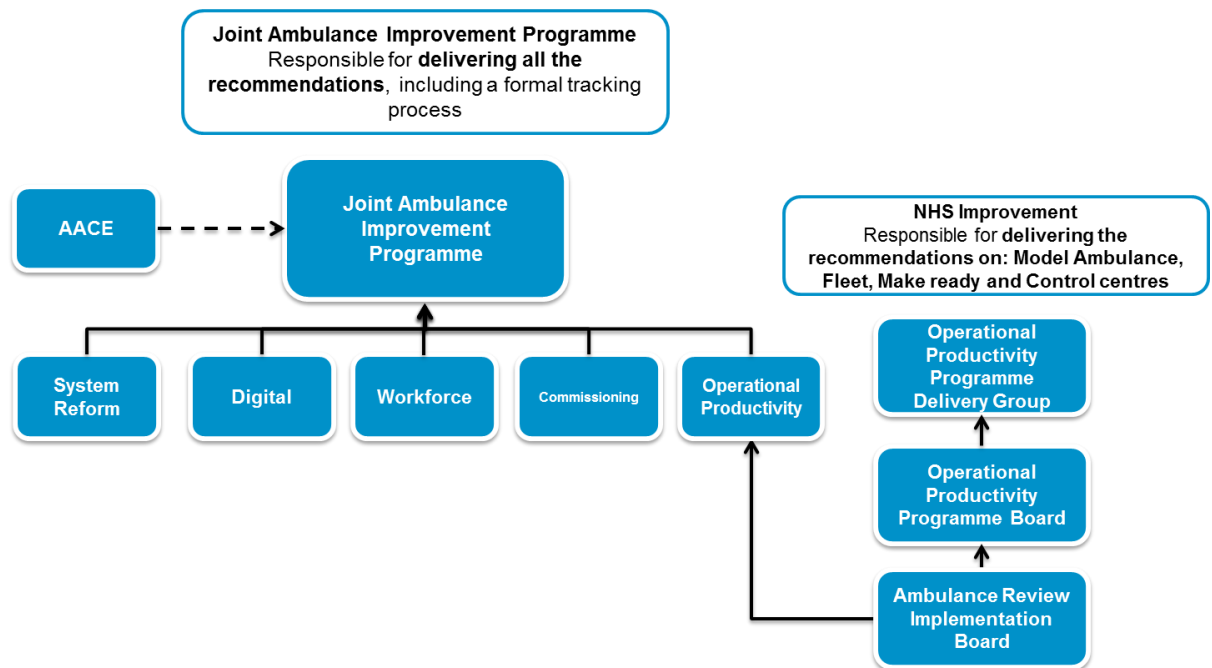 Joint Ambulance Improvement Programme
Responsible for delivering all the
recommendations, including a formal tracking
process
AACE
Joint Ambulance
Improvement
Programme
NHS Improvement
Responsible for delivering the
recommendations on: Model Ambulance,
Fleet, Make ready and Control centres
System
Reform
Digital
Workforce
Commissioning
Operational
Productivity
Operational
Productivity
Programme
Delivery Group
Operational
Productivity
Programme Board
Ambulance Review
Implementation
Board